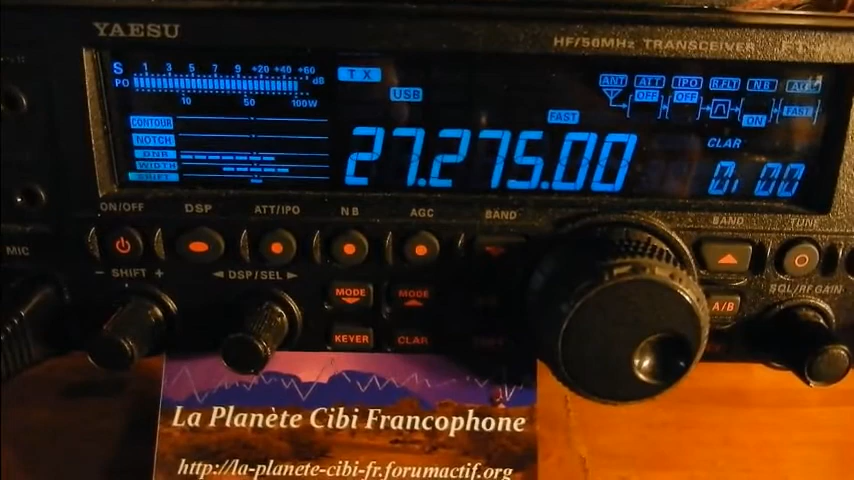 YAESU
HF/50MHz TRANSCEIVER
S 1 3 5 7 9 +20 +40 +60 dB
PO 10 50 100W
TX
USB
FAST
ANT ATT IPO R.FLT NB AGC
OFF OFF ON FAST
CONTOUR
NOTCH
DNR
WIDTH
SHIFT
27.275.00
CLAR
ON/OFF DSP ATT/IPO NB AGC BAND BAND TUNE
MIC
– SHIFT + ◄ DSP/SEL ►
MODE MODE
KEYER CLAR
A/B
SQL/RF GAIN
La Planète Cibi Francophone
http://la-planete-cibi-fr.forumactif.org